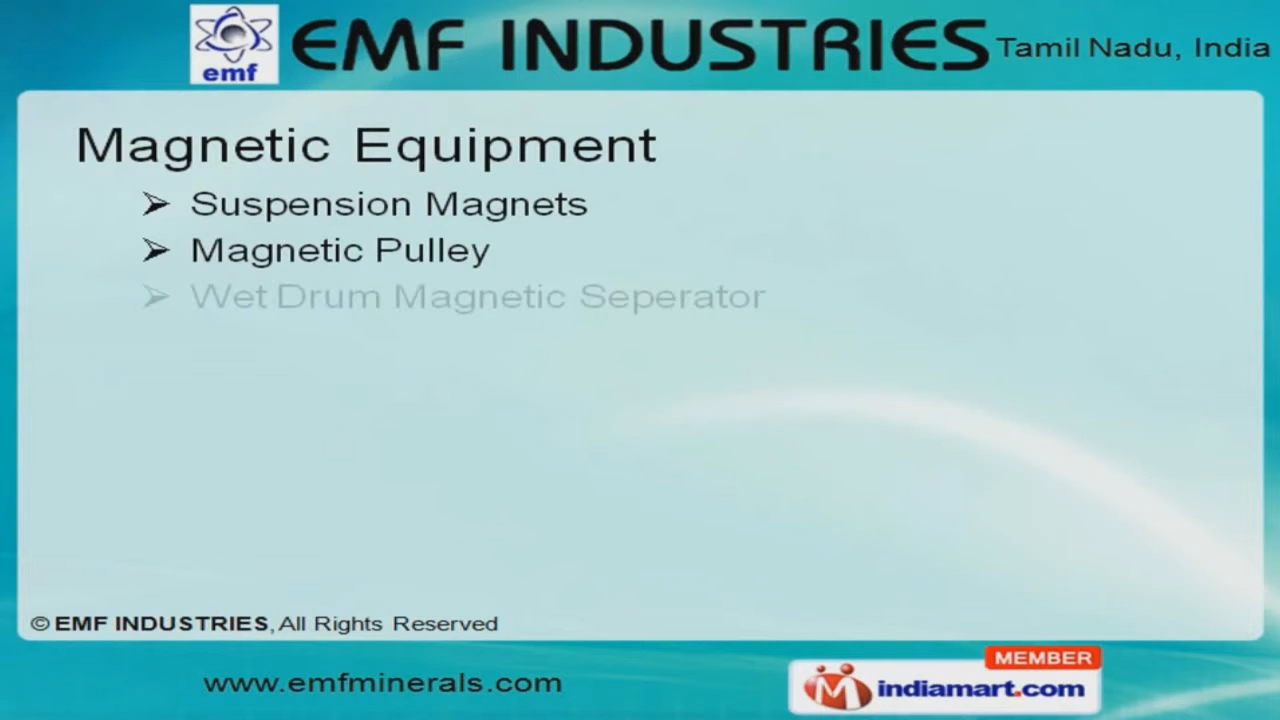 emf
EMF INDUSTRIES Tamil Nadu, India
Magnetic Equipment
➢ Suspension Magnets
➢ Magnetic Pulley
➢ Wet Drum Magnetic Seperator
© EMF INDUSTRIES, All Rights Reserved
www.emfminerals.com
MEMBER
indiamart.com